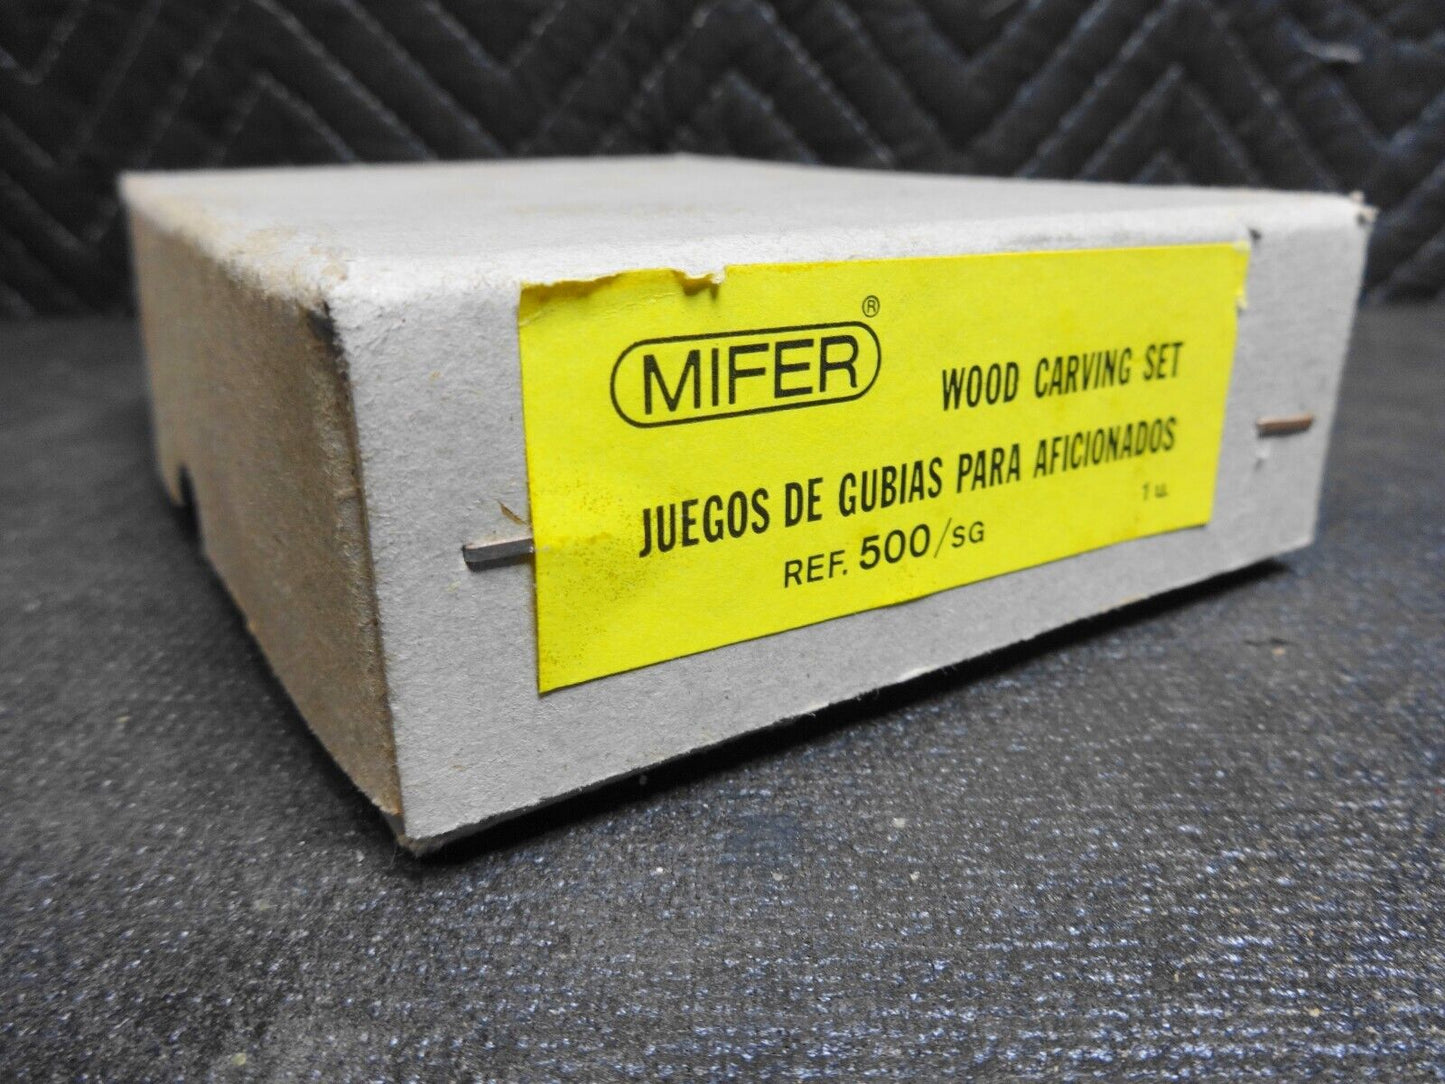 MIFER ®
WOOD CARVING SET
JUEGOS DE GUBIAS PARA AFICIONADOS
REF. 500/SG
1 u.